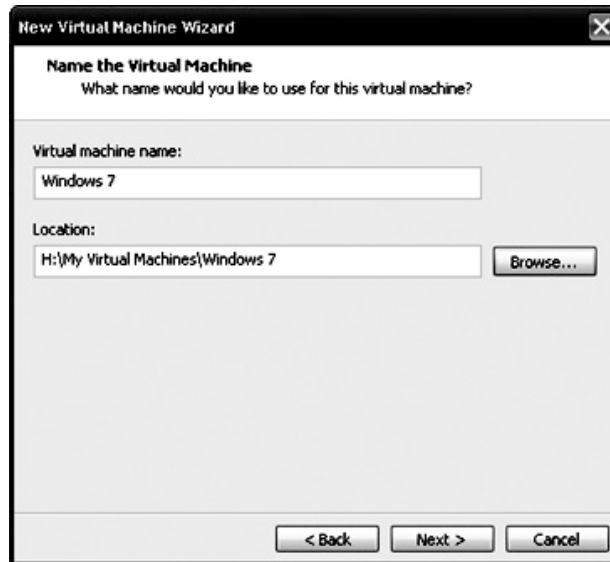 New Virtual Machine Wizard
Name the Virtual Machine
What name would you like to use for this virtual machine?
Virtual machine name:
Windows 7
Location:
H:\My Virtual Machines\Windows 7
Browse...
< Back
Next >
Cancel